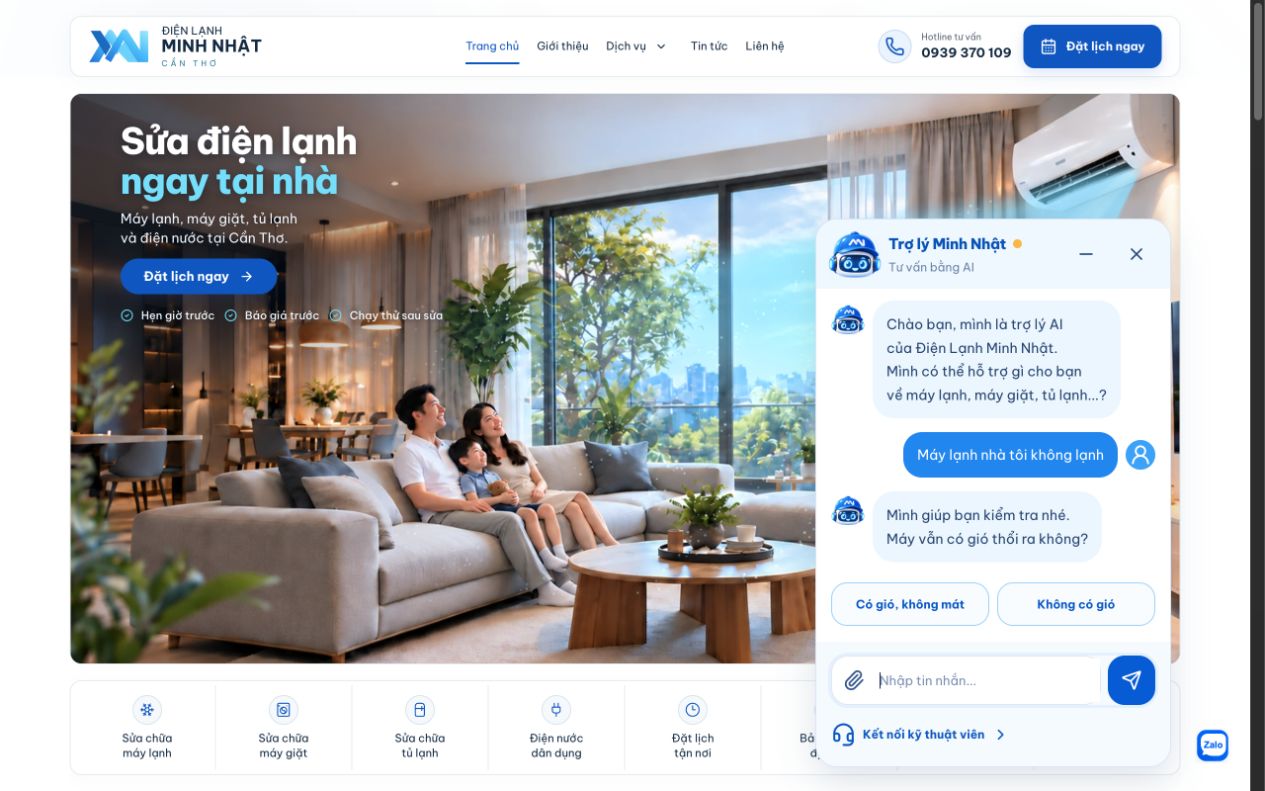 ĐIỆN LẠNH
MINH NHẬT
CẦN THƠ
Trang chủ
Giới thiệu
Dịch vụ
Tin tức
Liên hệ
Hotline tư vấn
0939 370 109
Đặt lịch ngay
Sửa điện lạnh
ngay tại nhà
Máy lạnh, máy giặt, tủ lạnh
và điện nước tại Cần Thơ.
Đặt lịch ngay
Hẹn giờ trước
Báo giá trước
Chạy thử sau sửa
Trợ lý Minh Nhật
Tư vấn bằng AI
Chào bạn, mình là trợ lý AI
của Điện Lạnh Minh Nhật.
Mình có thể hỗ trợ gì cho bạn
về máy lạnh, máy giặt, tủ lạnh...?
Máy lạnh nhà tôi không lạnh
Mình giúp bạn kiểm tra nhé.
Máy vẫn có gió thổi ra không?
Có gió, không mát
Không có gió
Nhập tin nhắn...
Kết nối kỹ thuật viên
Sửa chữa
máy lạnh
Sửa chữa
máy giặt
Sửa chữa
tủ lạnh
Điện nước
dân dụng
Đặt lịch
tận nơi
Zalo